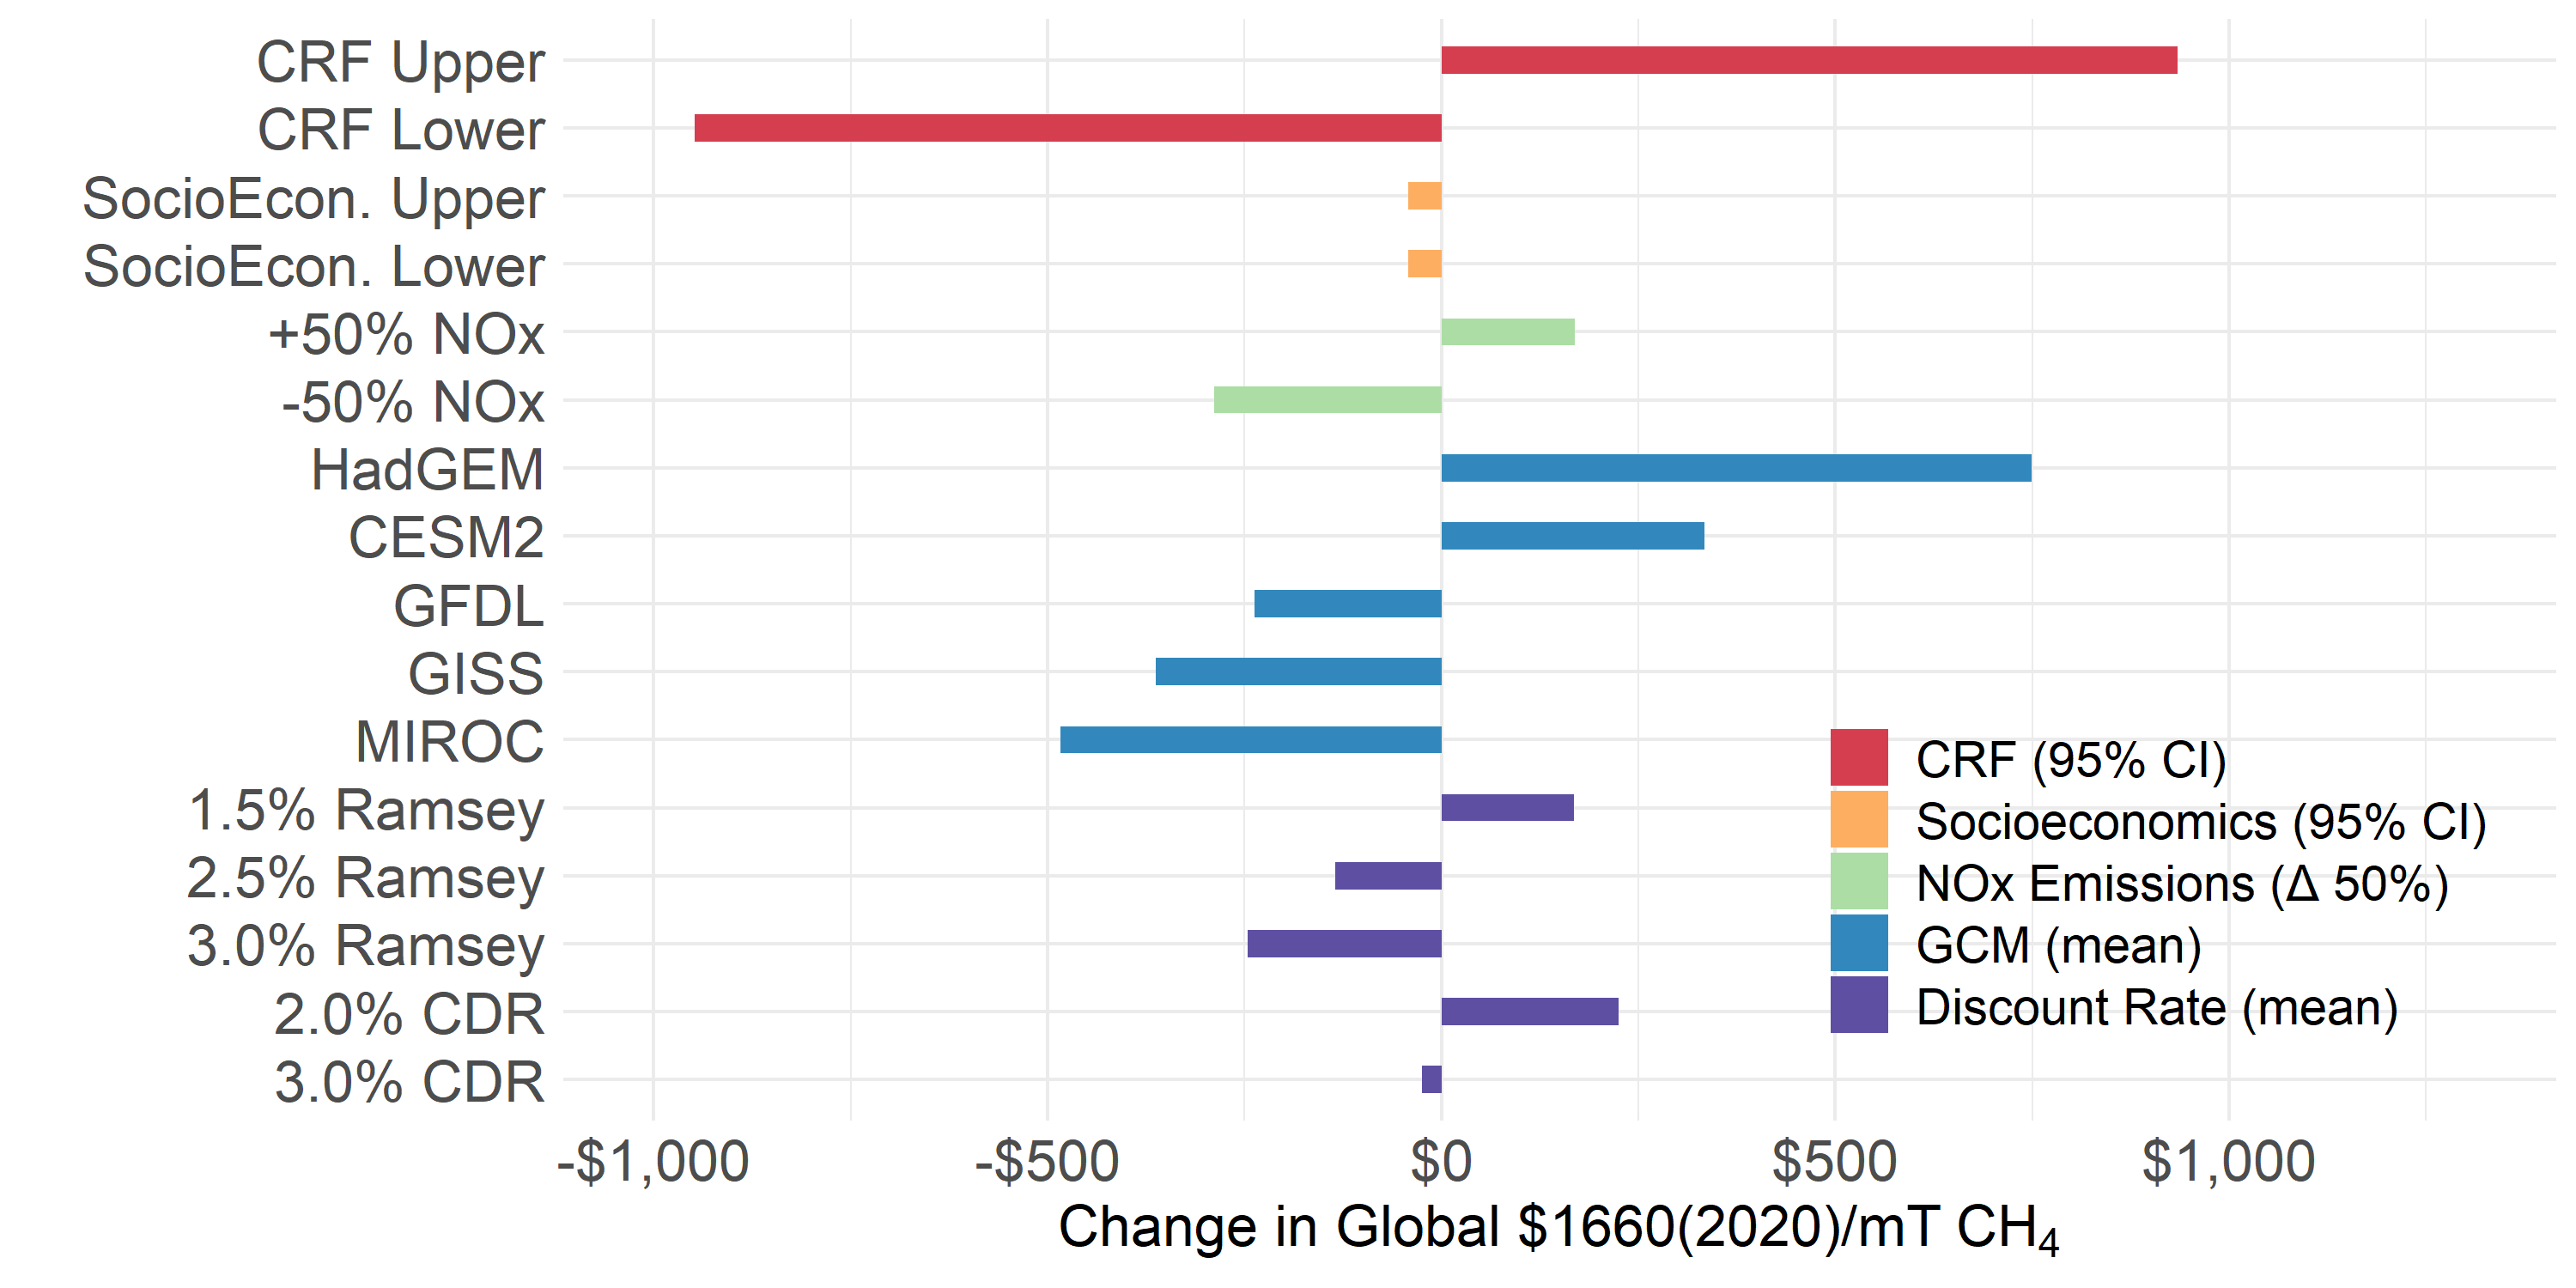 CRF Upper
CRF Lower
SocioEcon. Upper
SocioEcon. Lower
+50% NOx
-50% NOx
HadGEM
CESM2
GFDL
GISS
MIROC
1.5% Ramsey
2.5% Ramsey
3.0% Ramsey
2.0% CDR
3.0% CDR
CRF (95% CI)
Socioeconomics (95% CI)
NOx Emissions (Δ 50%)
GCM (mean)
Discount Rate (mean)
-$1,000 -$500 $0 $500 $1,000
Change in Global $1660(2020)/mT CH₄